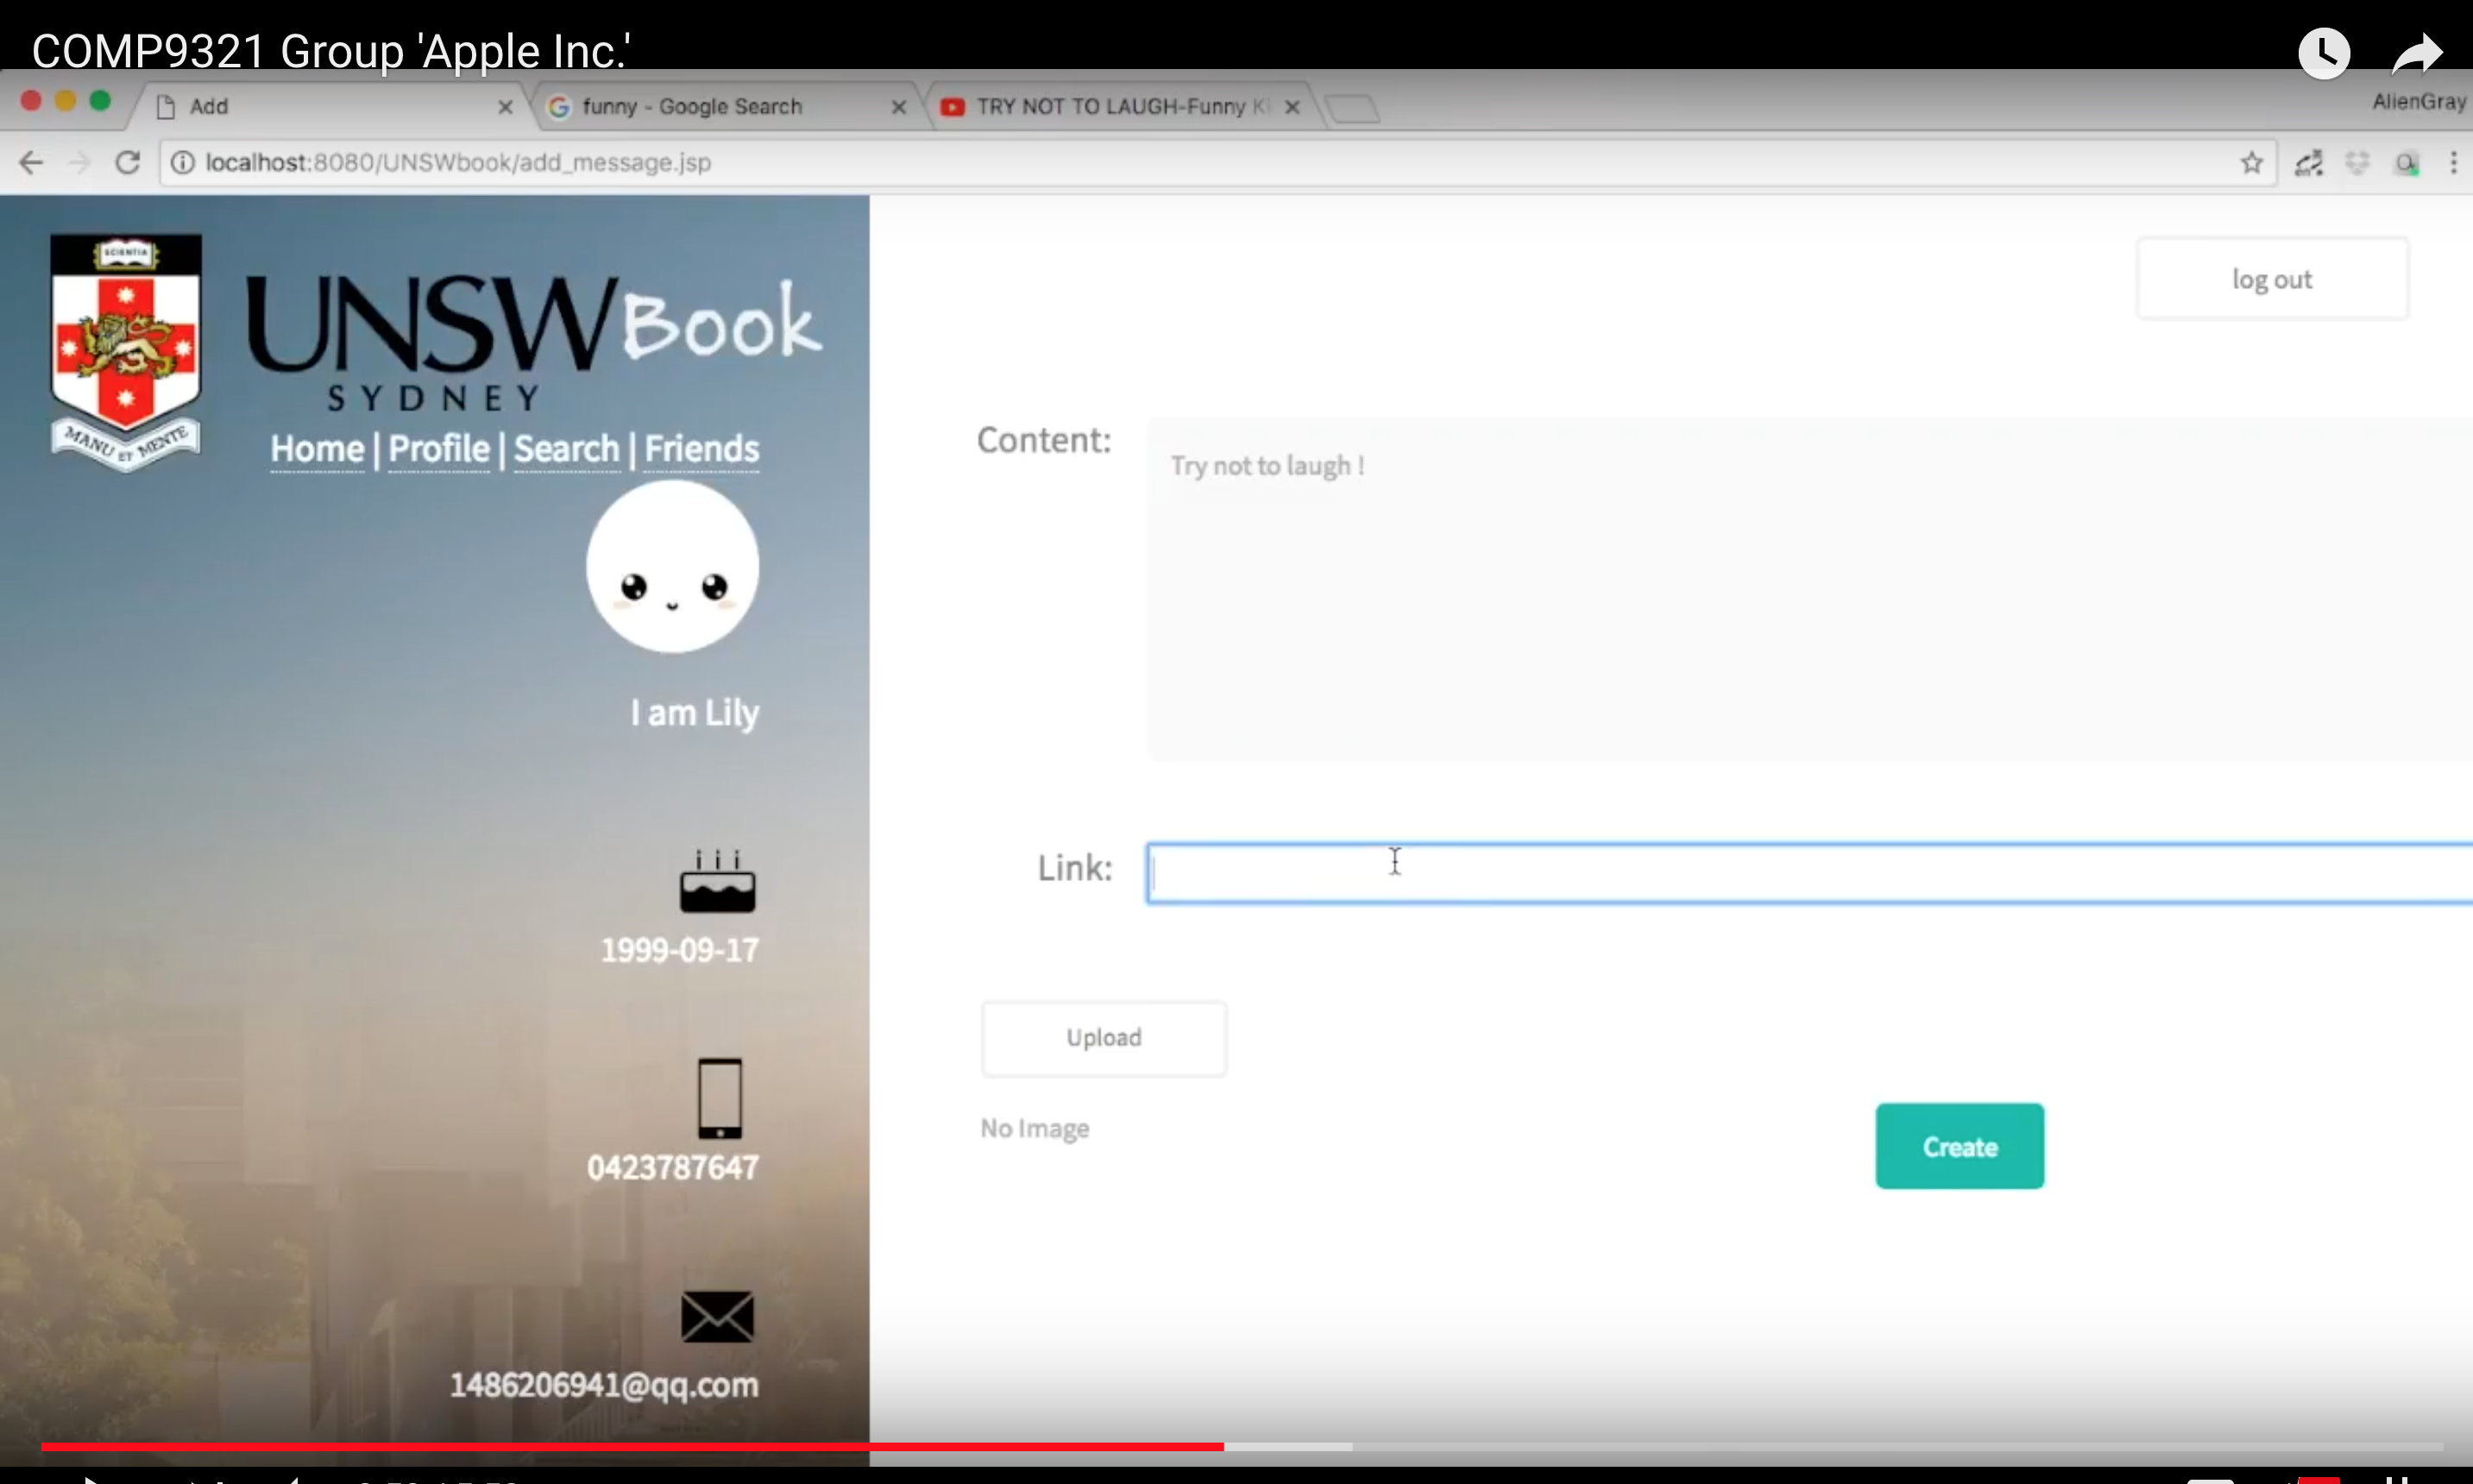 COMP9321 Group 'Apple Inc.'
Add
funny - Google Search
TRY NOT TO LAUGH-Funny Ki
AlienGray
localhost:8080/UNSWbook/add_message.jsp
SCIENTIA
MANU ET MENTE
UNSW Book
SYDNEY
Home | Profile | Search | Friends
I am Lily
1999-09-17
0423787647
1486206941@qq.com
log out
Content:
Try not to laugh !
Link:
Upload
No Image
Create